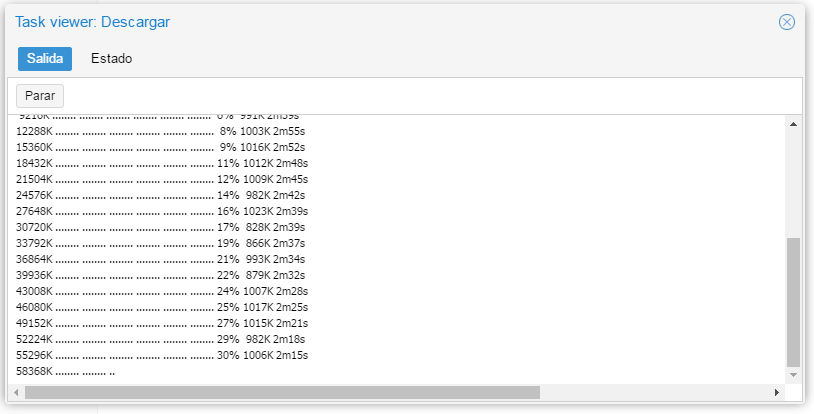 Task viewer: Descargar
Salida Estado
Parar
9216K ........ ........ ........ ........ ........ ........ 6% 991K 2m59s
12288K ........ ........ ........ ........ ........ ........ 8% 1003K 2m55s
15360K ........ ........ ........ ........ ........ ........ 9% 1016K 2m52s
18432K ........ ........ ........ ........ ........ ........ 11% 1012K 2m48s
21504K ........ ........ ........ ........ ........ ........ 12% 1009K 2m45s
24576K ........ ........ ........ ........ ........ ........ 14% 982K 2m42s
27648K ........ ........ ........ ........ ........ ........ 16% 1023K 2m39s
30720K ........ ........ ........ ........ ........ ........ 17% 828K 2m39s
33792K ........ ........ ........ ........ ........ ........ 19% 866K 2m37s
36864K ........ ........ ........ ........ ........ ........ 21% 993K 2m34s
39936K ........ ........ ........ ........ ........ ........ 22% 879K 2m32s
43008K ........ ........ ........ ........ ........ ........ 24% 1007K 2m28s
46080K ........ ........ ........ ........ ........ ........ 25% 1017K 2m25s
49152K ........ ........ ........ ........ ........ ........ 27% 1015K 2m21s
52224K ........ ........ ........ ........ ........ ........ 29% 982K 2m18s
55296K ........ ........ ........ ........ ........ ........ 30% 1006K 2m15s
58368K ........ ........ ..